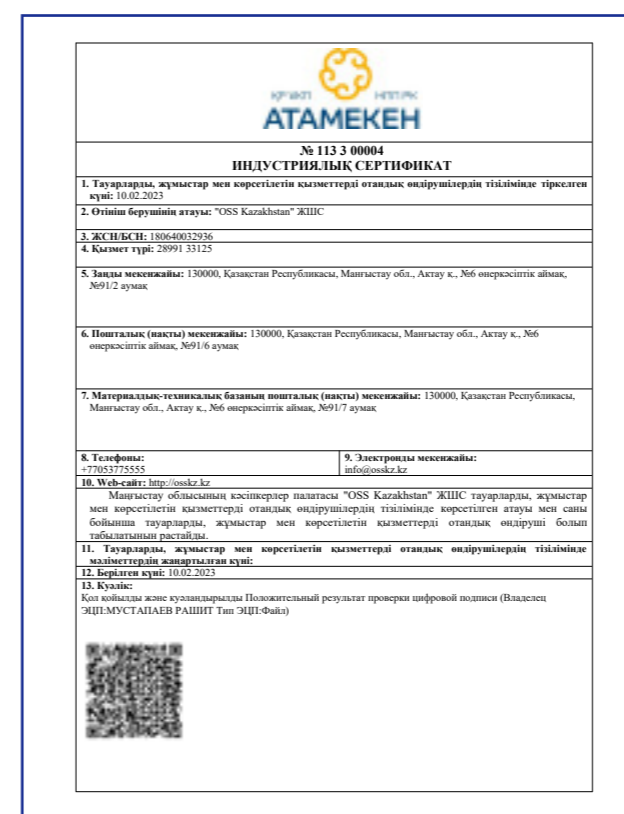 ҚР ҰКП НПП РК
АТАМЕКЕН
№ 113 3 00004
ИНДУСТРИЯЛЫҚ СЕРТИФИКАТ
1. Тауарларды, жұмыстар мен көрсетілетін қызметтерді отандық өндірушілердің тізілімінде тіркелген
күні: 10.02.2023
2. Өтініш берушінің атауы: "OSS Kazakhstan" ЖШС
3. ЖСН/БСН: 180640032936
4. Қызмет түрі: 28991 33125
5. Заңды мекенжайы: 130000, Қазақстан Республикасы, Манғыстау обл., Актау қ., №6 өнеркәсіптік аймақ,
№91/2 аумақ
6. Пошталық (нақты) мекенжайы: 130000, Қазақстан Республикасы, Манғыстау обл., Актау қ., №6
өнеркәсіптік аймақ, №91/6 аумақ
7. Материалдық-техникалық базаның пошталық (нақты) мекенжайы: 130000, Қазақстан Республикасы,
Манғыстау обл., Актау қ., №6 өнеркәсіптік аймақ, №91/7 аумақ
8. Телефоны:
+77053775555
9. Электронды мекенжайы:
info@osskz.kz
10. Web-сайт: http://osskz.kz
Маңғыстау облысының кәсіпкерлер палатасы "OSS Kazakhstan" ЖШС тауарларды, жұмыстар
мен көрсетілетін қызметтерді отандық өндірушілердің тізілімінде көрсетілген атауы мен саны
бойынша тауарларды, жұмыстар мен көрсетілетін қызметтерді отандық өндіруші болып
табылатынын растайды.
11. Тауарларды, жұмыстар мен көрсетілетін қызметтерді отандық өндірушілердің тізілімінде
мәліметтердің жаңартылған күні:
12. Берілген күні: 10.02.2023
13. Куәлік:
Қол қойылды және куәландырылды Положительный результат проверки цифровой подписи (Владелец
ЭЦП:МУСТАПАЕВ РАШИТ Тип ЭЦП:Файл)